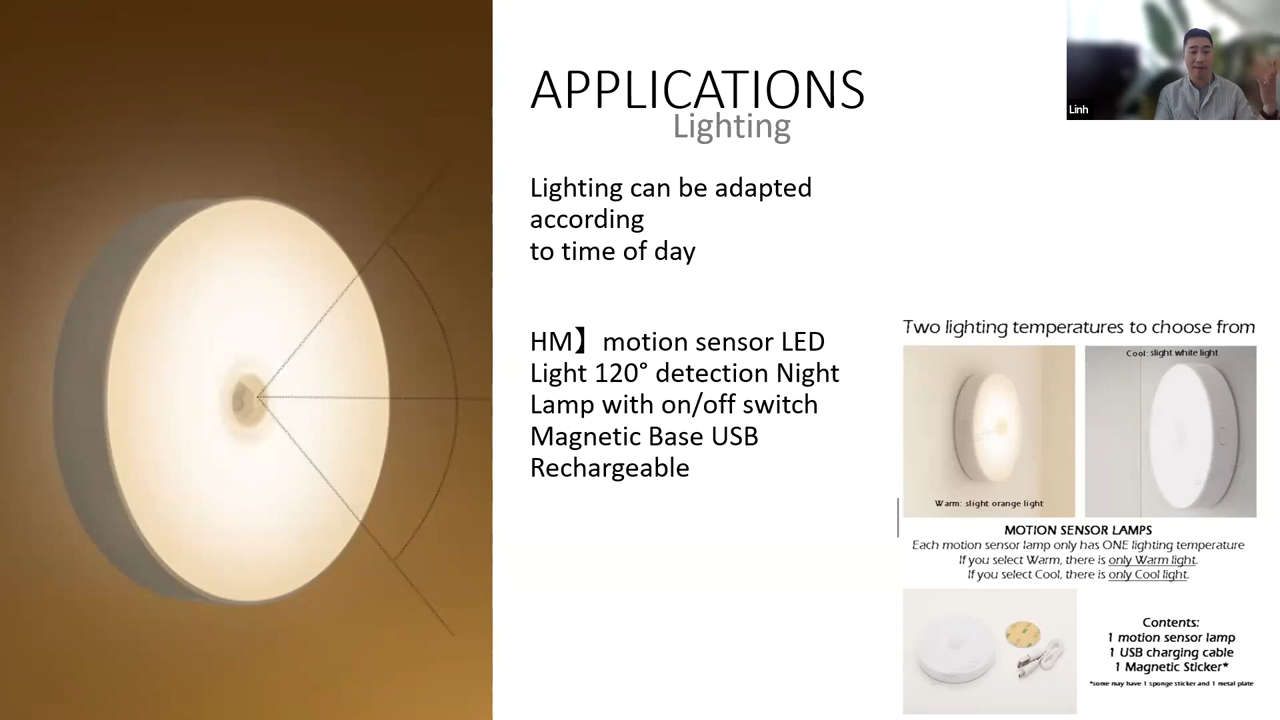 APPLICATIONS
Lighting
Lighting can be adapted
according
to time of day
HM】motion sensor LED
Light 120° detection Night
Lamp with on/off switch
Magnetic Base USB
Rechargeable
Linh
Two lighting temperatures to choose from
Warm: slight orange light
Cool: slight white light
MOTION SENSOR LAMPS
Each motion sensor lamp only has ONE lighting temperature
If you select Warm, there is only Warm light.
If you select Cool, there is only Cool light.
Contents:
1 motion sensor lamp
1 USB charging cable
1 Magnetic Sticker*
*some may have 1 sponge sticker and 1 metal plate